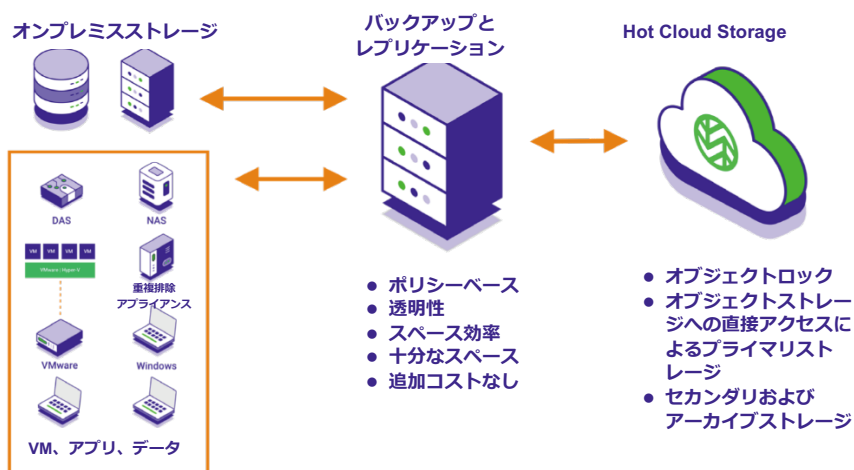 オンプレミスストレージ
バックアップと
レプリケーション
Hot Cloud Storage
DAS
NAS
VM VM VM VM
VMware / Hyper-V
重複排除
アプライアンス
VMware
Windows
VM、アプリ、データ
● ポリシーベース
● 透明性
● スペース効率
● 十分なスペース
● 追加コストなし
● オブジェクトロック
● オブジェクトストレー
ジへの直接アクセスに
よるプライマリスト
レージ
● セカンダリおよび
アーカイブストレージ